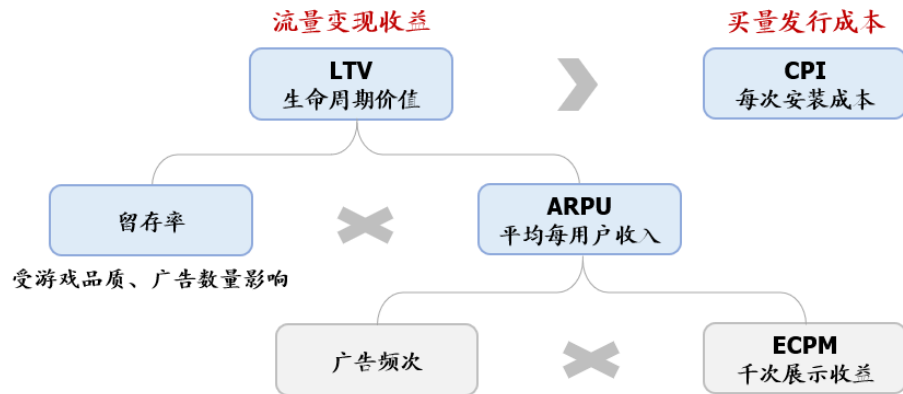 流量变现收益
买量发行成本
LTV
生命周期价值
CPI
每次安装成本
留存率
ARPU
平均每用户收入
受游戏品质、广告数量影响
广告频次
ECPM
千次展示收益